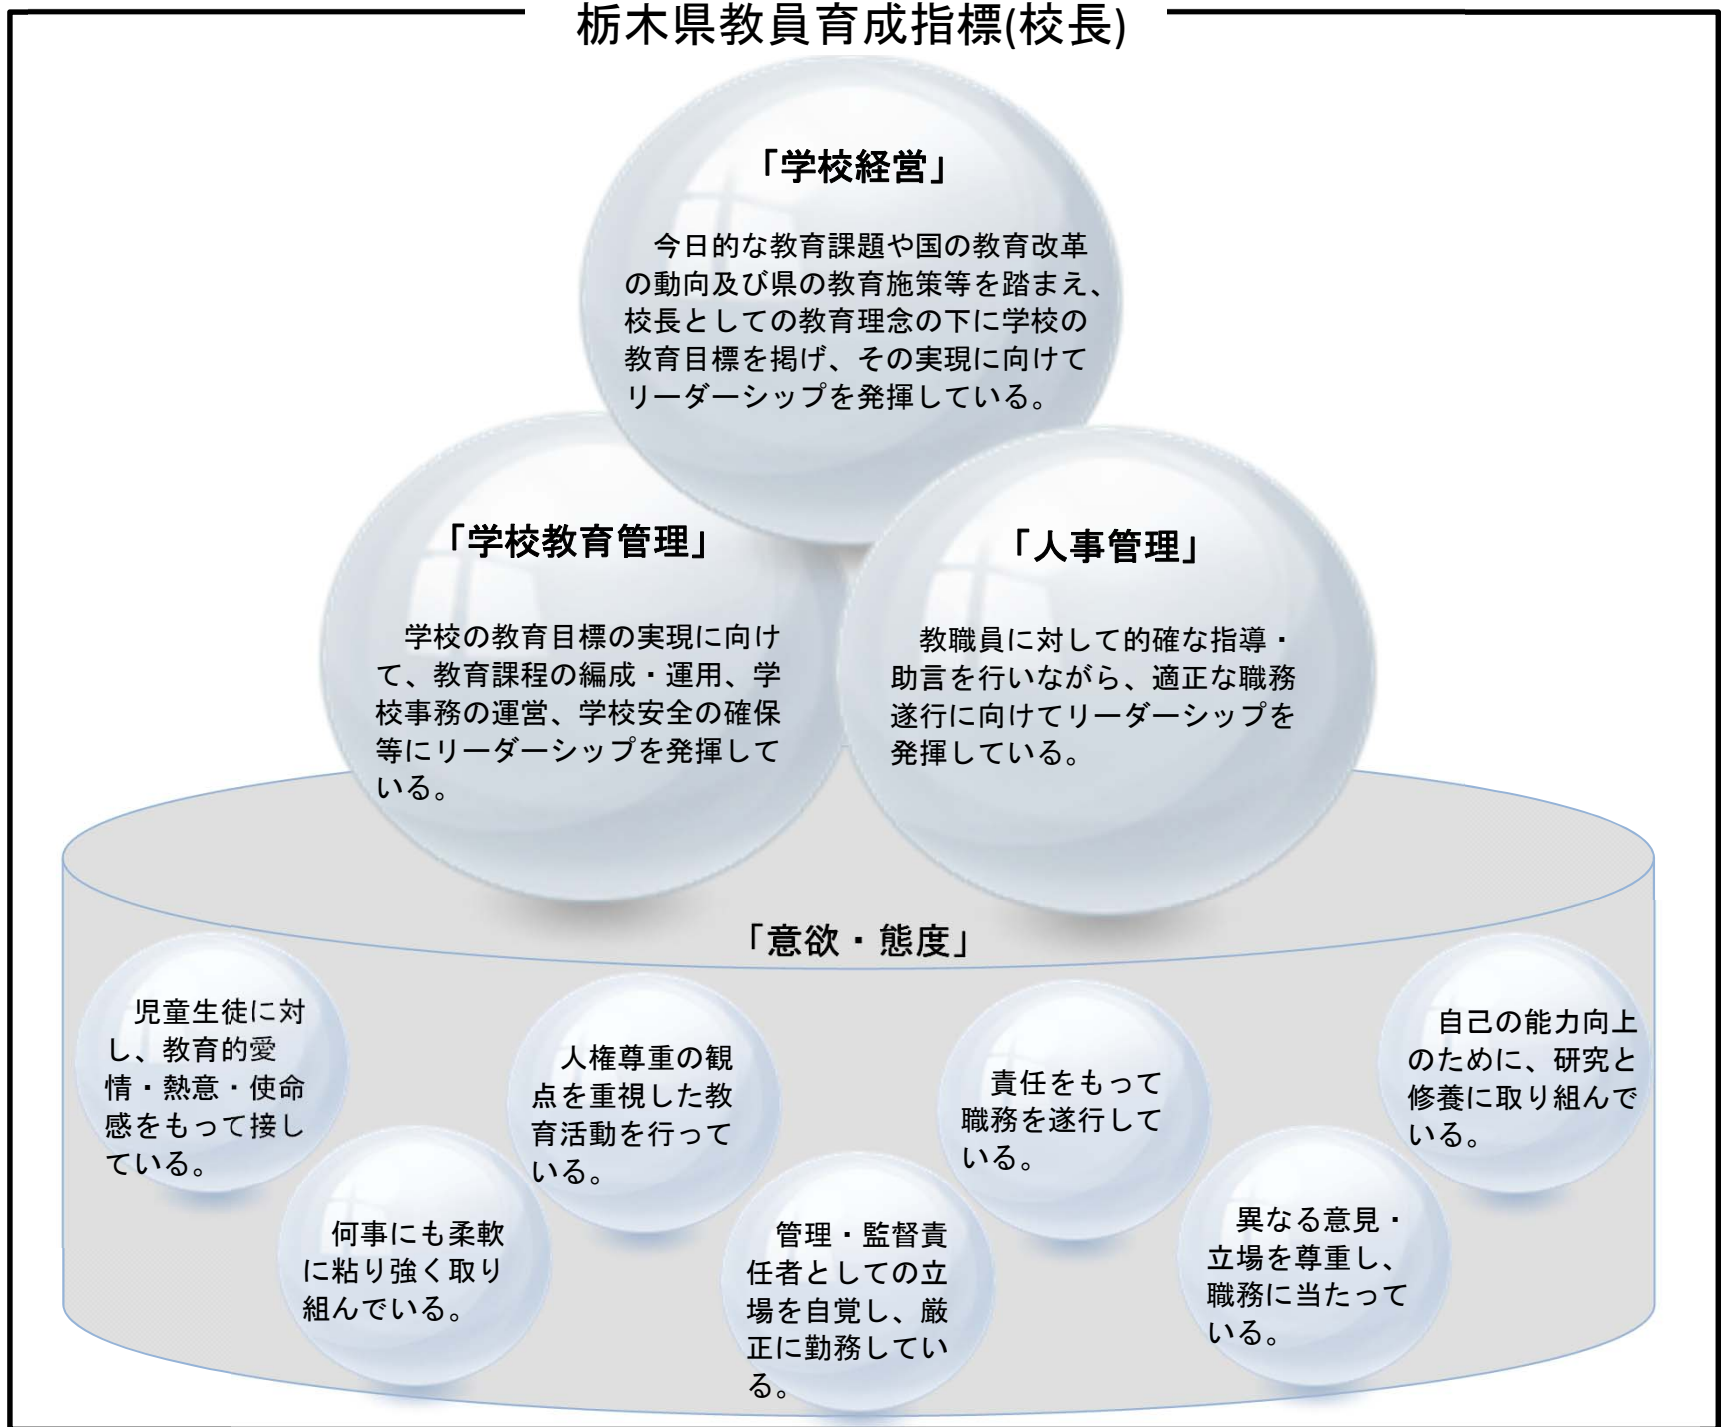 栃木県教員育成指標(校長)
「学校経営」
今日的な教育課題や国の教育改革
の動向及び県の教育施策等を踏まえ、
校長としての教育理念の下に学校の
教育目標を掲げ、その実現に向けて
リーダーシップを発揮している。
「学校教育管理」
学校の教育目標の実現に向け
て、教育課程の編成・運用、学
校事務の運営、学校安全の確保
等にリーダーシップを発揮して
いる。
「人事管理」
教職員に対して的確な指導・
助言を行いながら、適正な職務
遂行に向けてリーダーシップを
発揮している。
「意欲・態度」
児童生徒に対
し、教育的愛
情・熱意・使命
感をもって接し
ている。
何事にも柔軟
に粘り強く取り
組んでいる。
人権尊重の観
点を重視した教
育活動を行って
いる。
管理・監督責
任者としての立
場を自覚し、厳
正に勤務してい
る。
責任をもって
職務を遂行して
いる。
異なる意見・
立場を尊重し、
職務に当たって
いる。
自己の能力向上
のために、研究と
修養に取り組んで
いる。